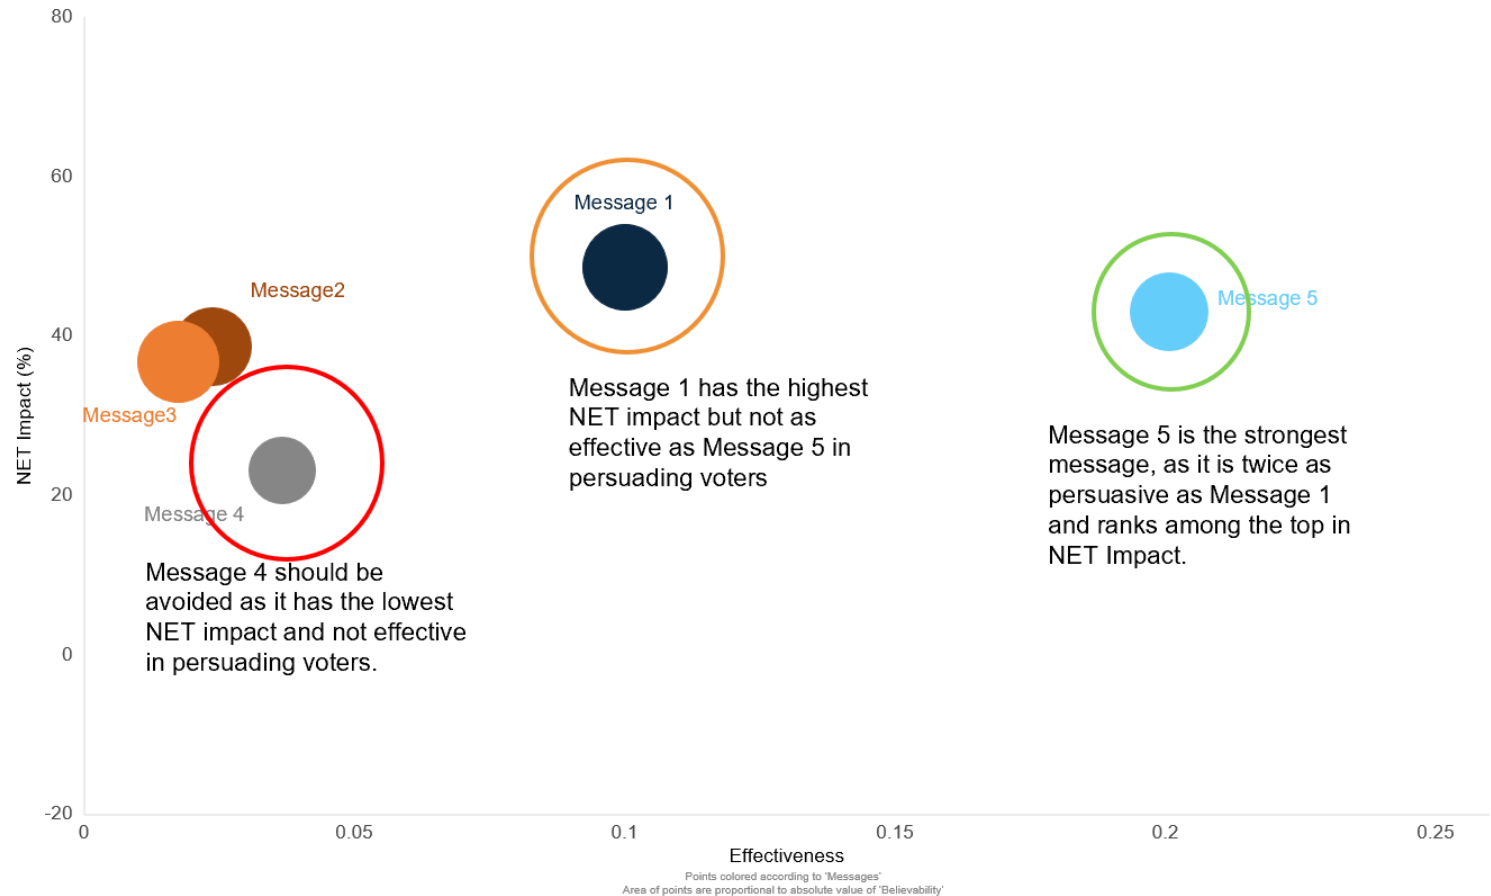 80
60
Message 1
Message2
Message 5
40
NET Impact (%)
Message3
Message 1 has the highest
NET impact but not as
effective as Message 5 in
persuading voters
Message 5 is the strongest
message, as it is twice as
persuasive as Message 1
and ranks among the top in
NET Impact.
20
Message 4
Message 4 should be
avoided as it has the lowest
NET impact and not effective
in persuading voters.
0
-20
0
0.05
0.1
0.15
0.2
0.25
Effectiveness
Points colored according to 'Messages'
Area of points are proportional to absolute value of 'Believability'